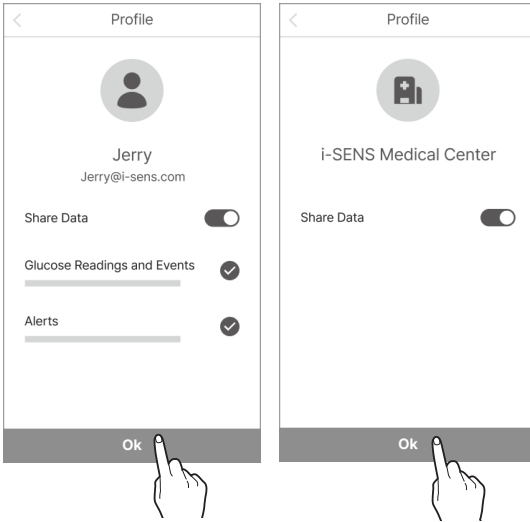 Profile
Jerry
Jerry@i-sens.com
Share Data
Glucose Readings and Events
Alerts
Ok
Profile
i-SENS Medical Center
Share Data
Ok